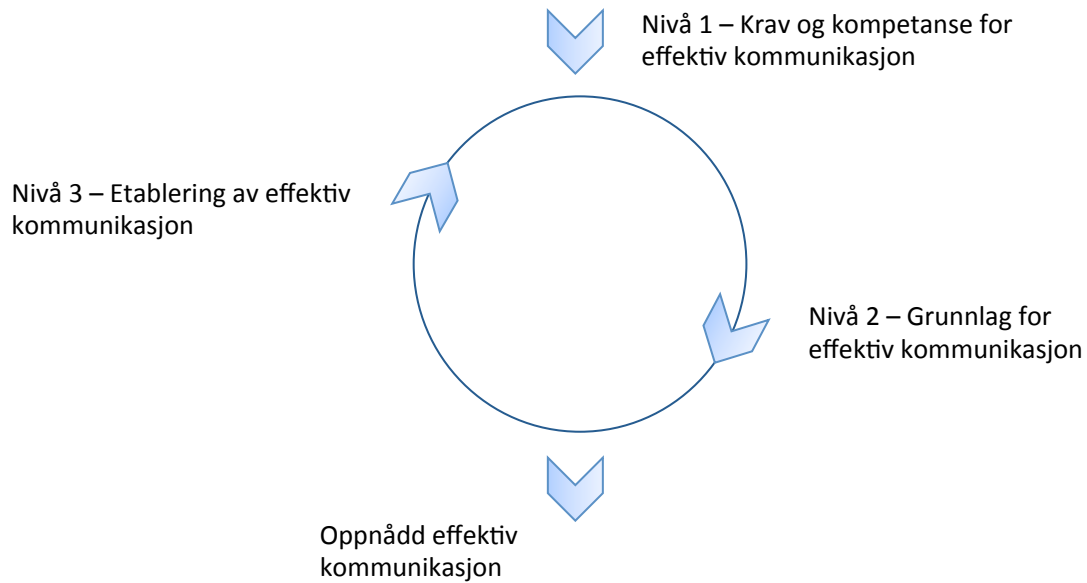 Nivå 1 – Krav og kompetanse for
effektiv kommunikasjon
Nivå 3 – Etablering av effektiv
kommunikasjon
Nivå 2 – Grunnlag for
effektiv kommunikasjon
Oppnådd effektiv
kommunikasjon